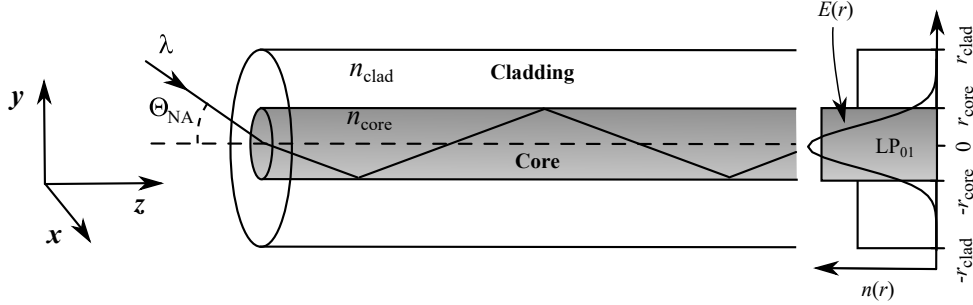 λ
Θ_NA
y
z
x
n_clad
Cladding
n_core
Core
E(r)
LP_01
n(r)
r_clad
r_core
0
-r_core
-r_clad